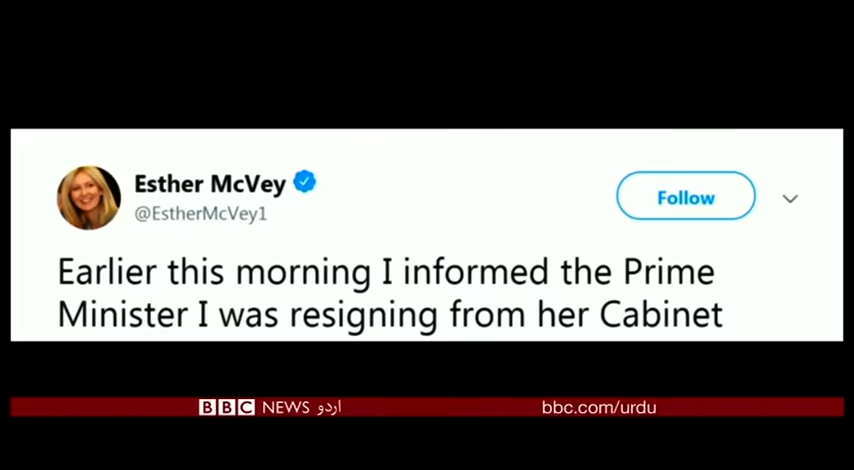 Esther McVey
@EstherMcVey1
Follow
Earlier this morning I informed the Prime
Minister I was resigning from her Cabinet
BBC NEWS اردو
bbc.com/urdu